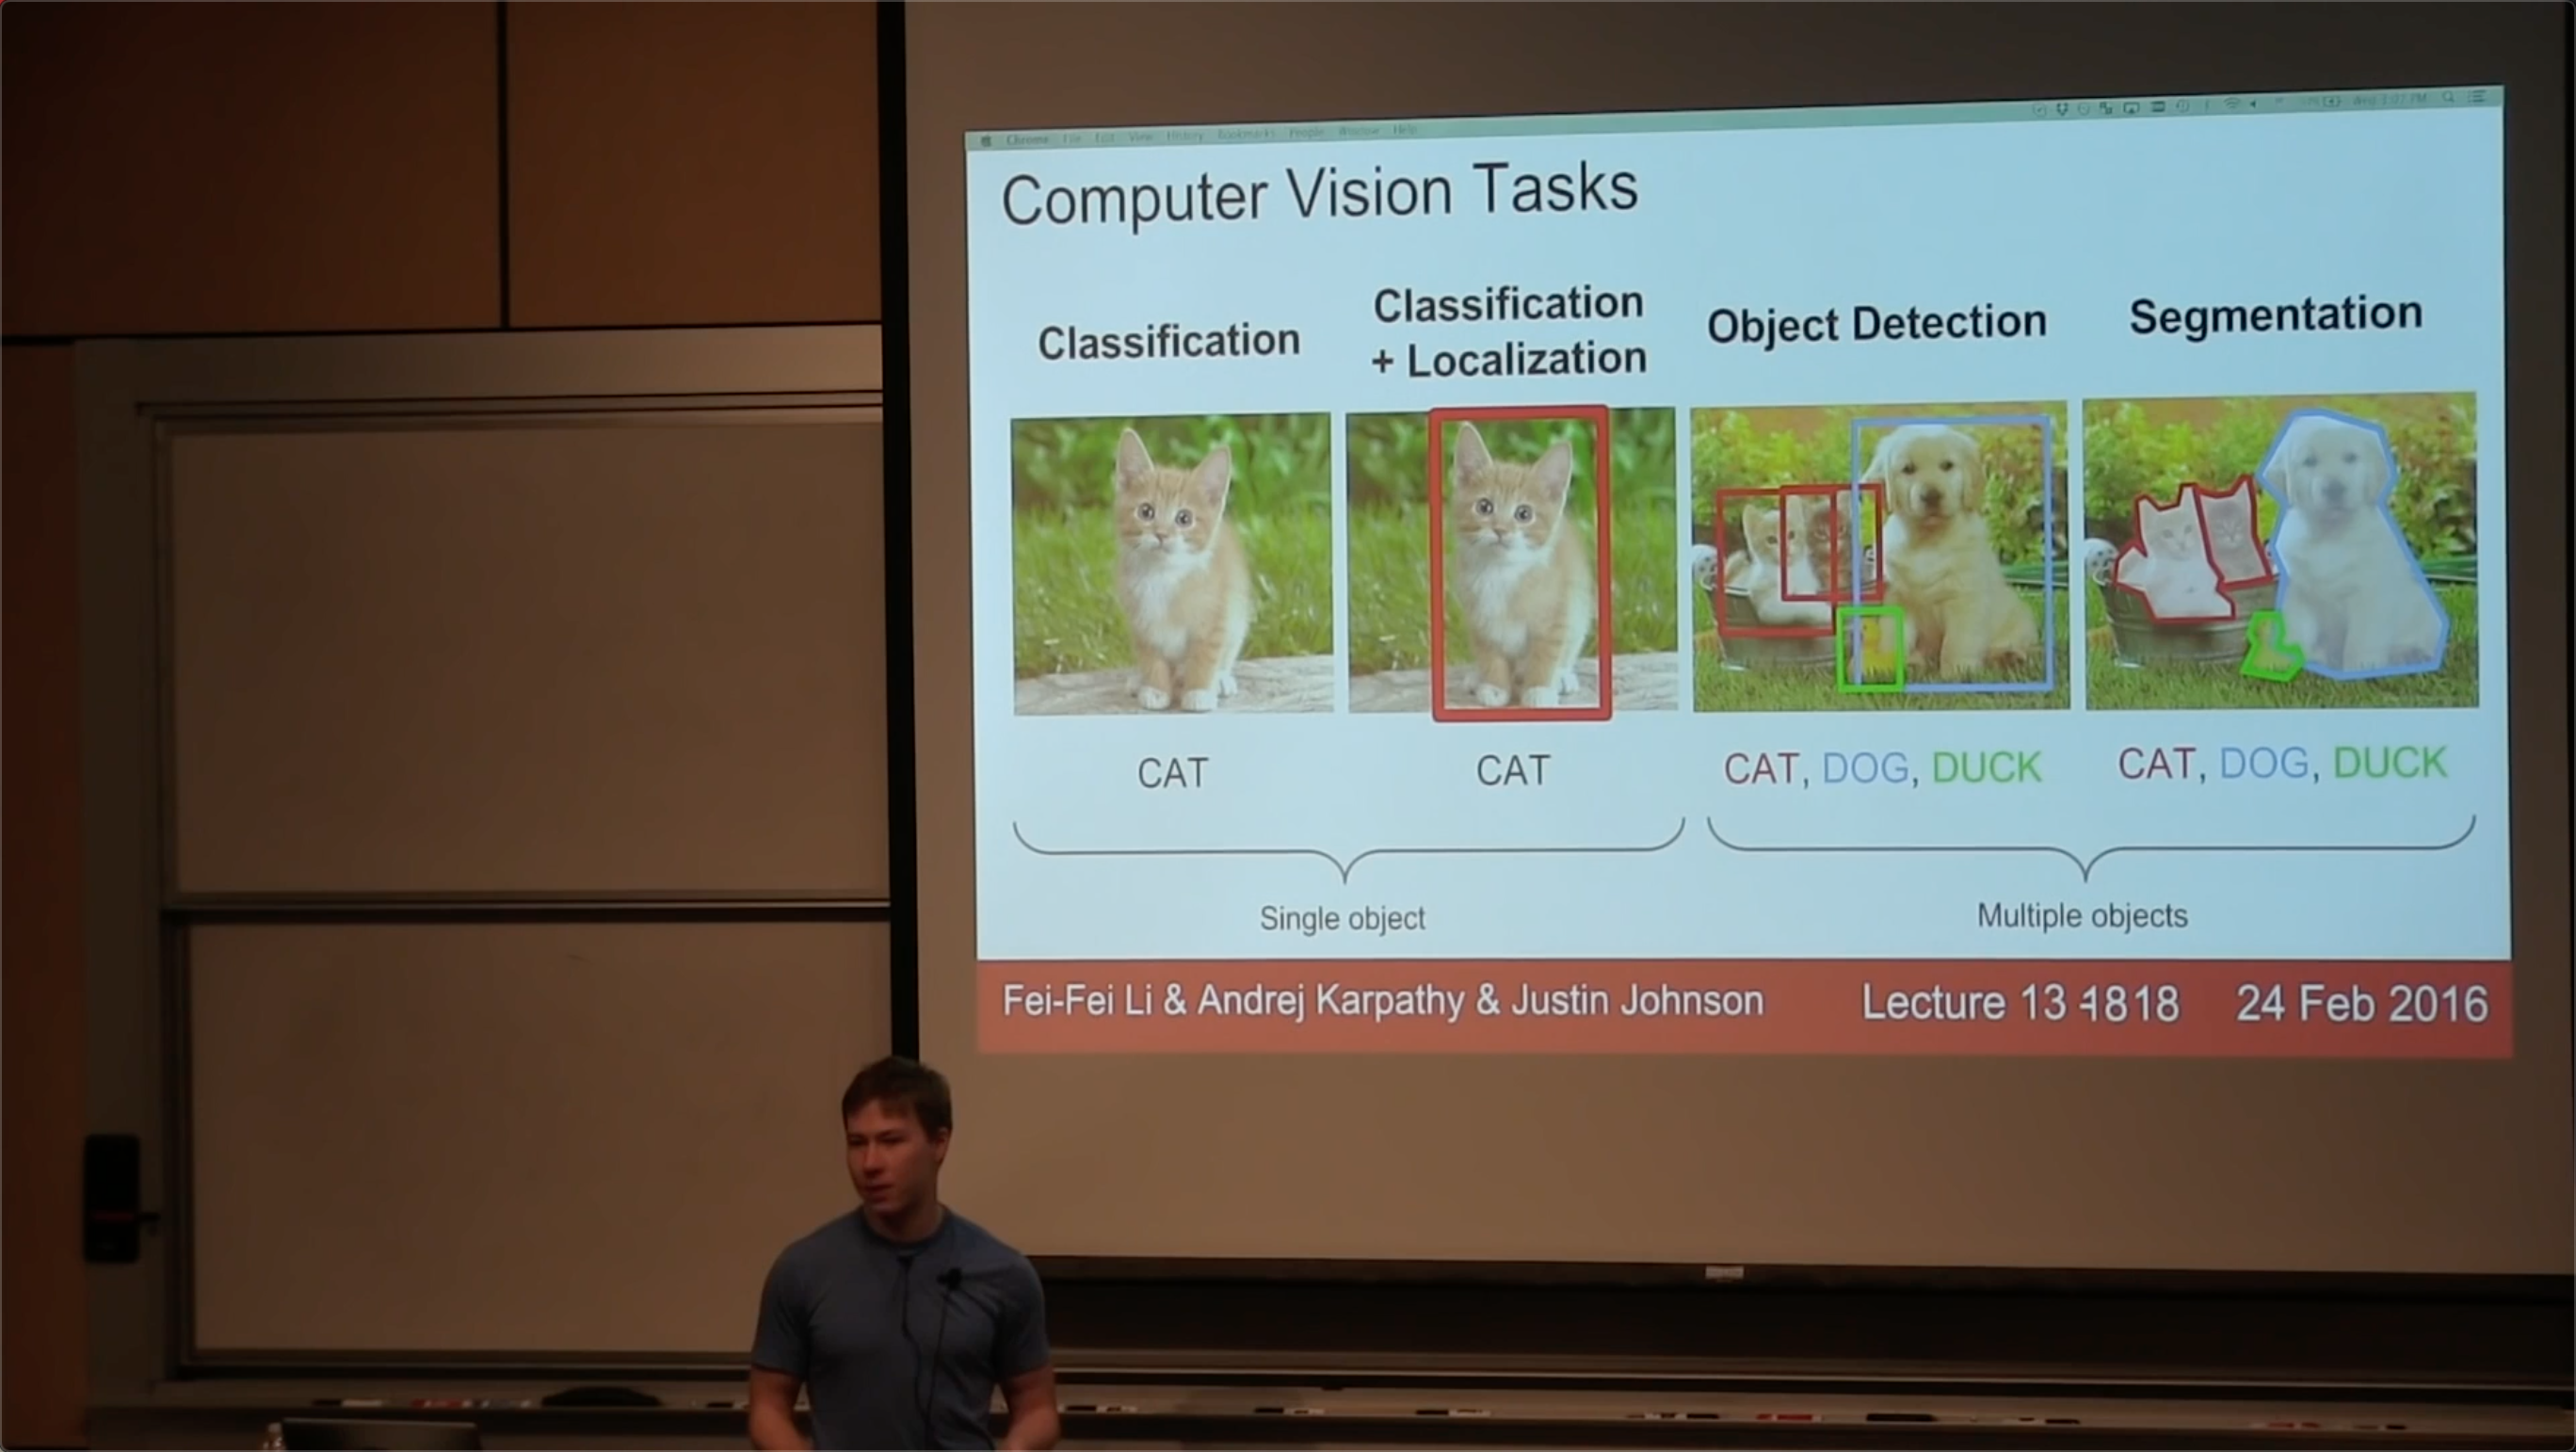 Chrome File Edit View History Bookmarks People Window Help
Computer Vision Tasks
Classification
Classification
+ Localization
Object Detection
Segmentation
CAT
CAT
CAT, DOG, DUCK
CAT, DOG, DUCK
Single object
Multiple objects
Fei-Fei Li & Andrej Karpathy & Justin Johnson
Lecture 13 -
24 Feb 2016